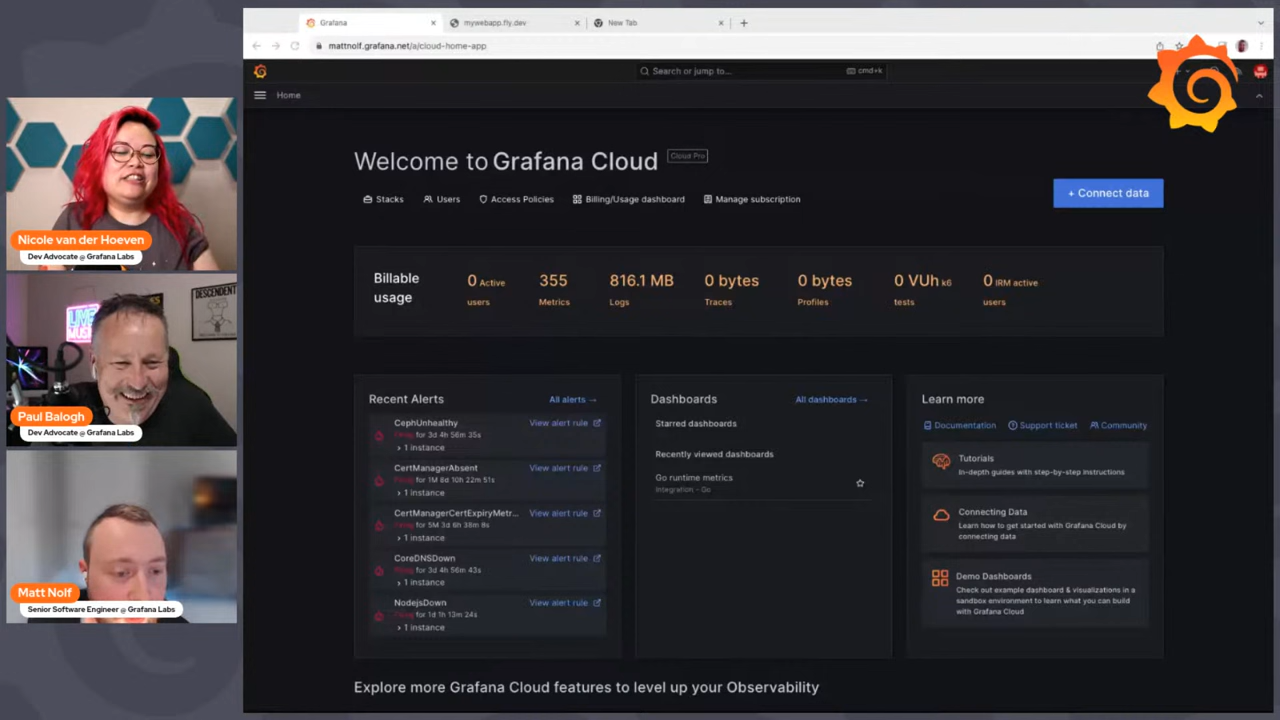 Grafana
mywebapp.fly.dev
New Tab
mattnolf.grafana.net/a/cloud-home-app
Search or jump to...
cmd+k
Home
Welcome to Grafana Cloud
Cloud Pro
Stacks
Users
Access Policies
Billing/Usage dashboard
Manage subscription
+ Connect data
Billable
usage
0 Active
users
355
Metrics
816.1 MB
Logs
0 bytes
Traces
0 bytes
Profiles
0 VUh k6
tests
0 IRM active
users
Recent Alerts
All alerts →
CephUnhealthy
View alert rule
Firing for 3d 4h 56m 35s
› 1 instance
CertManagerAbsent
View alert rule
Firing for 1M 8d 10h 22m 51s
› 1 instance
CertManagerCertExpiryMetr...
View alert rule
Firing for 5M 3d 6h 38m 9s
› 1 instance
CoreDNSDown
View alert rule
Firing for 3d 4h 56m 43s
› 1 instance
NodejsDown
View alert rule
Firing for 1d 1h 13m 24s
› 1 instance
Dashboards
All dashboards →
Starred dashboards
Recently viewed dashboards
Go runtime metrics
Integration - Go
Learn more
Documentation
Support ticket
Community
Tutorials
In-depth guides with step-by-step instructions
Connecting Data
Learn how to get started with Grafana Cloud by
connecting data
Demo Dashboards
Check out example dashboard & visualizations in a
sandbox environment to learn what you can build
with Grafana Cloud
Explore more Grafana Cloud features to level up your Observability
Nicole van der Hoeven
Dev Advocate @ Grafana Labs
LIVE
MUSIC
DESCENDENTS
Paul Balogh
Dev Advocate @ Grafana Labs
Matt Nolf
Senior Software Engineer @ Grafana Labs